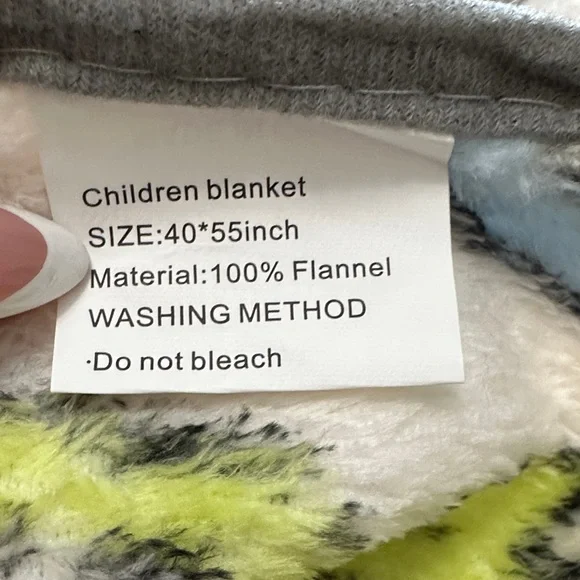 Children blanket
SIZE:40*55inch
Material:100% Flannel
WASHING METHOD
·Do not bleach